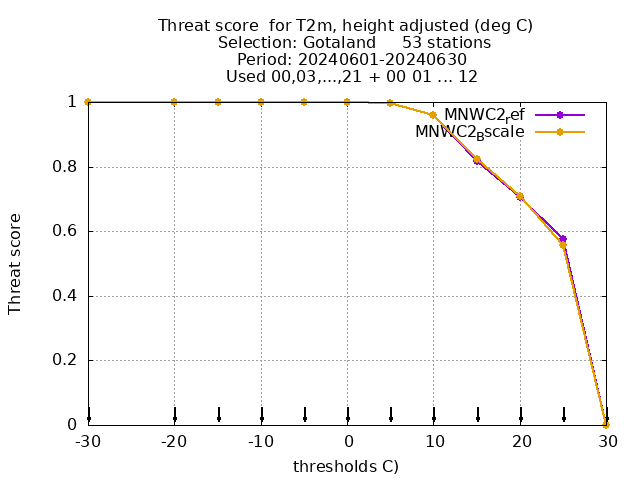 Threat score  for T2m, height adjusted (deg C)
Selection: Gotaland     53 stations
Period: 20240601-20240630
Used 00,03,...,21 + 00 01 ... 12
MNWC2ref
MNWC2Bscale
1
0.8
0.6
0.4
0.2
0
Threat score
-30 -20 -10 0 10 20 30
thresholds C)